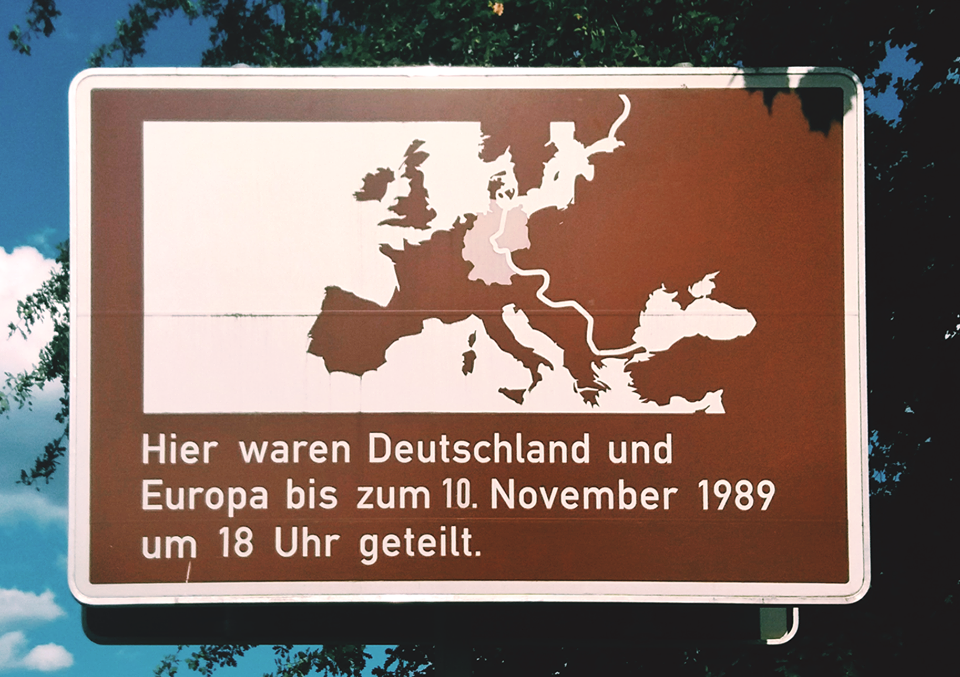 Hier waren Deutschland und
Europa bis zum 10. November 1989
um 18 Uhr geteilt.